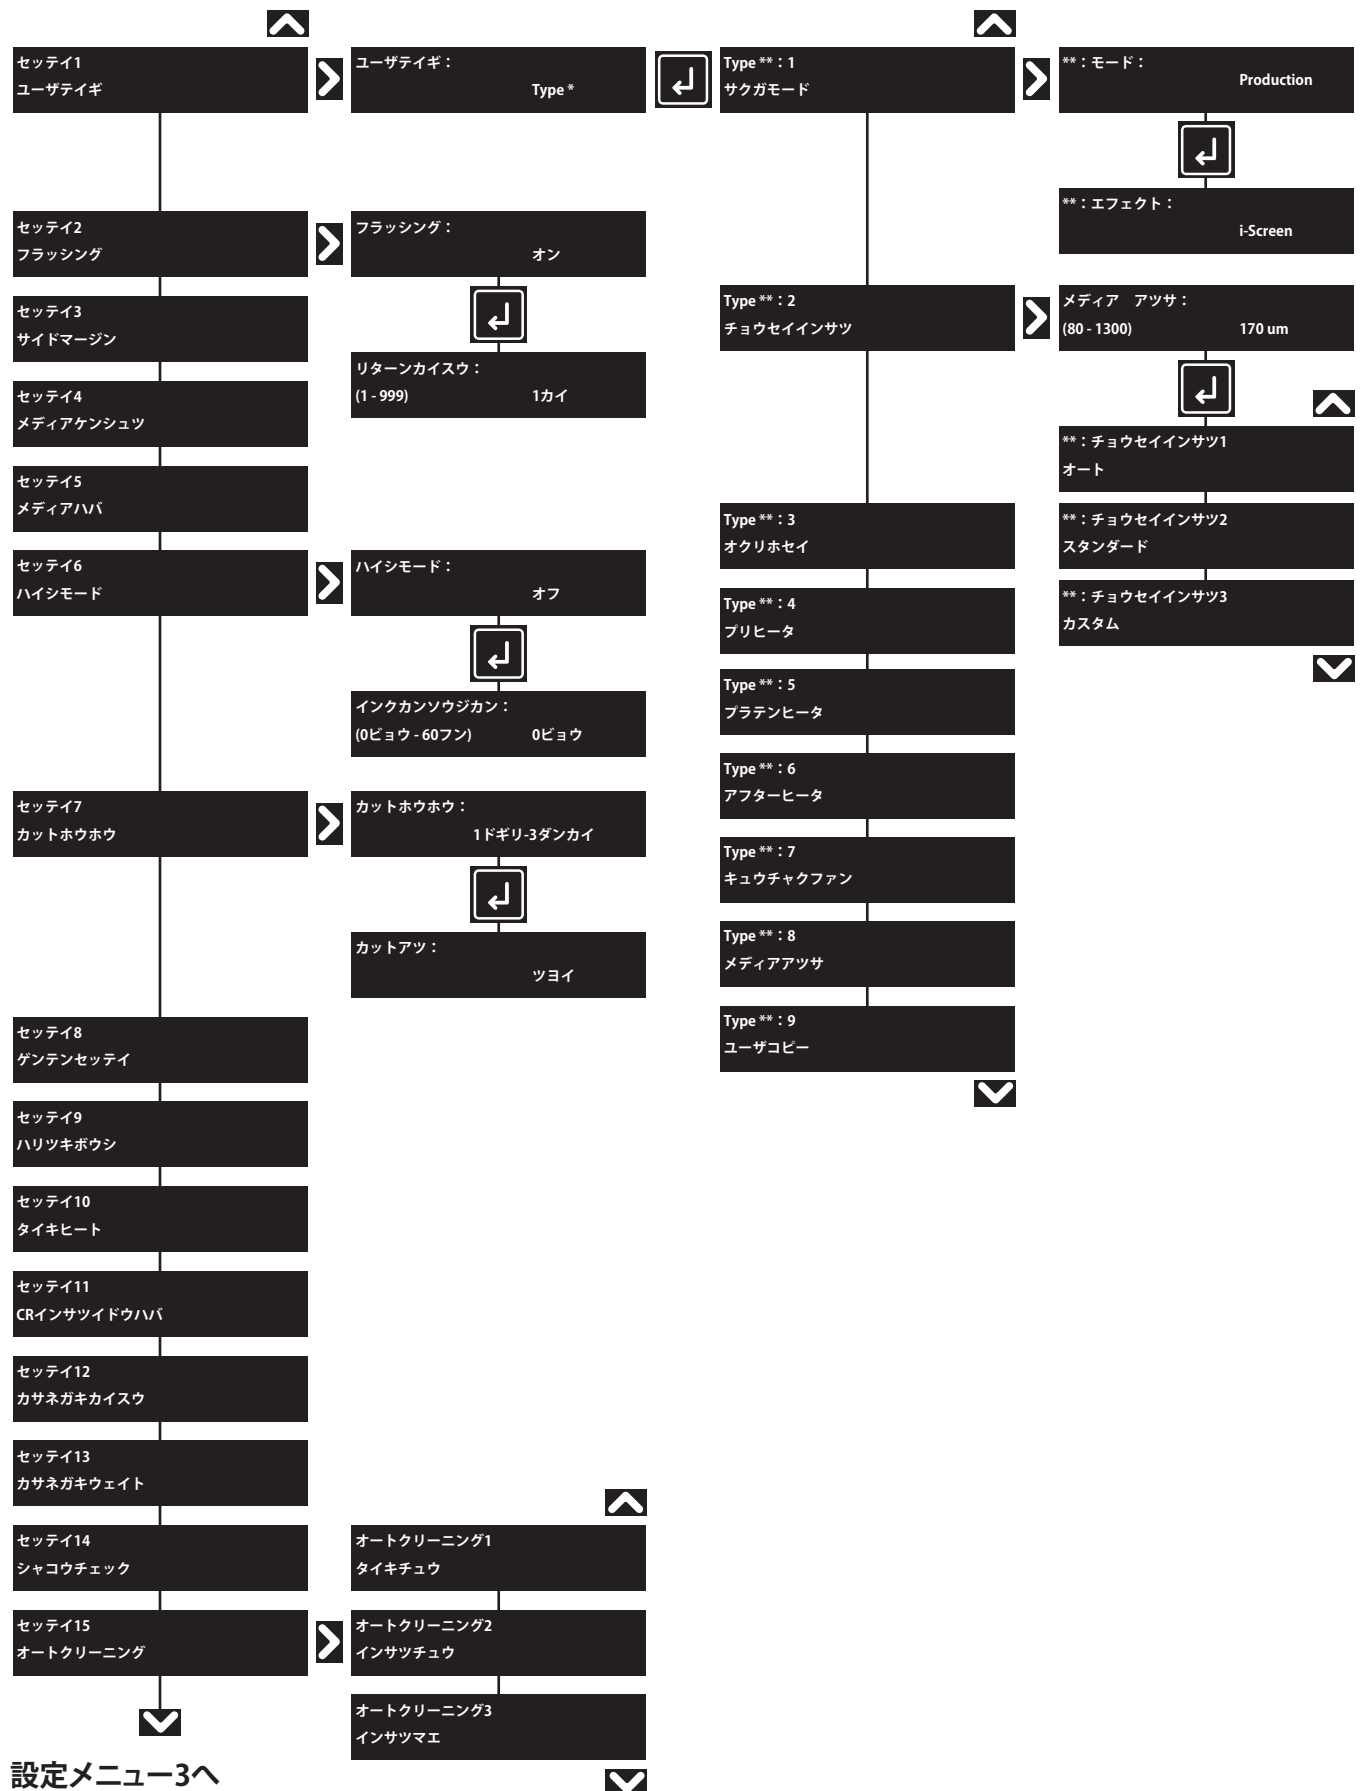 セッテイ1
ユーザテイギ
ユーザテイギ：
Type *
Type **：1
サクガモード
**：モード：
Production
**：エフェクト：
i-Screen
セッテイ2
フラッシング
フラッシング：
オン
リターンカイスウ：
(1 - 999) 1カイ
セッテイ3
サイドマージン
セッテイ4
メディアケンシュツ
セッテイ5
メディアハバ
セッテイ6
ハイシモード
ハイシモード：
オフ
インクカンソウジカン：
(0ビョウ - 60フン) 0ビョウ
セッテイ7
カットホウホウ
カットホウホウ：
1ドギリ-3ダンカイ
カットアツ：
ツヨイ
セッテイ8
ゲンテンセッテイ
セッテイ9
ハリツキボウシ
セッテイ10
タイキヒート
セッテイ11
CRインサツイドウハバ
セッテイ12
カサネガキカイスウ
セッテイ13
カサネガキウェイト
セッテイ14
シャコウチェック
セッテイ15
オートクリーニング
オートクリーニング1
タイキチュウ
オートクリーニング2
インサツチュウ
オートクリーニング3
インサツマエ
Type **：2
チョウセイインサツ
メディア　アツサ：
(80 - 1300) 170 um
**：チョウセイインサツ1
オート
**：チョウセイインサツ2
スタンダード
**：チョウセイインサツ3
カスタム
Type **：3
オクリホセイ
Type **：4
プリヒータ
Type **：5
プラテンヒータ
Type **：6
アフターヒータ
Type **：7
キュウチャクファン
Type **：8
メディアアツサ
Type **：9
ユーザコピー
設定メニュー3へ